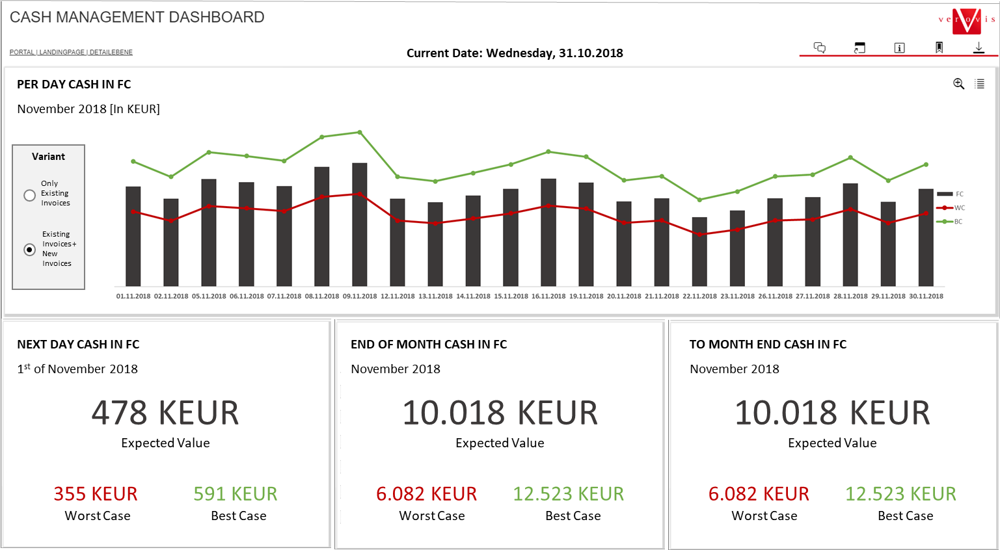 CASH MANAGEMENT DASHBOARD
verovis
PORTAL | LANDINGPAGE | DETAILEBENE
Current Date: Wednesday, 31.10.2018
PER DAY CASH IN FC
November 2018 [In KEUR]
Variant
Only
Existing
Invoices
Existing
Invoices+
New
Invoices
FC
WC
BC
01.11.2018 02.11.2018 05.11.2018 06.11.2018 07.11.2018 08.11.2018 09.11.2018 12.11.2018 13.11.2018 14.11.2018 15.11.2018 16.11.2018 19.11.2018 20.11.2018 21.11.2018 22.11.2018 23.11.2018 26.11.2018 27.11.2018 28.11.2018 29.11.2018 30.11.2018
NEXT DAY CASH IN FC
1st of November 2018
478 KEUR
Expected Value
355 KEUR 591 KEUR
Worst Case Best Case
END OF MONTH CASH IN FC
November 2018
10.018 KEUR
Expected Value
6.082 KEUR 12.523 KEUR
Worst Case Best Case
TO MONTH END CASH IN FC
November 2018
10.018 KEUR
Expected Value
6.082 KEUR 12.523 KEUR
Worst Case Best Case